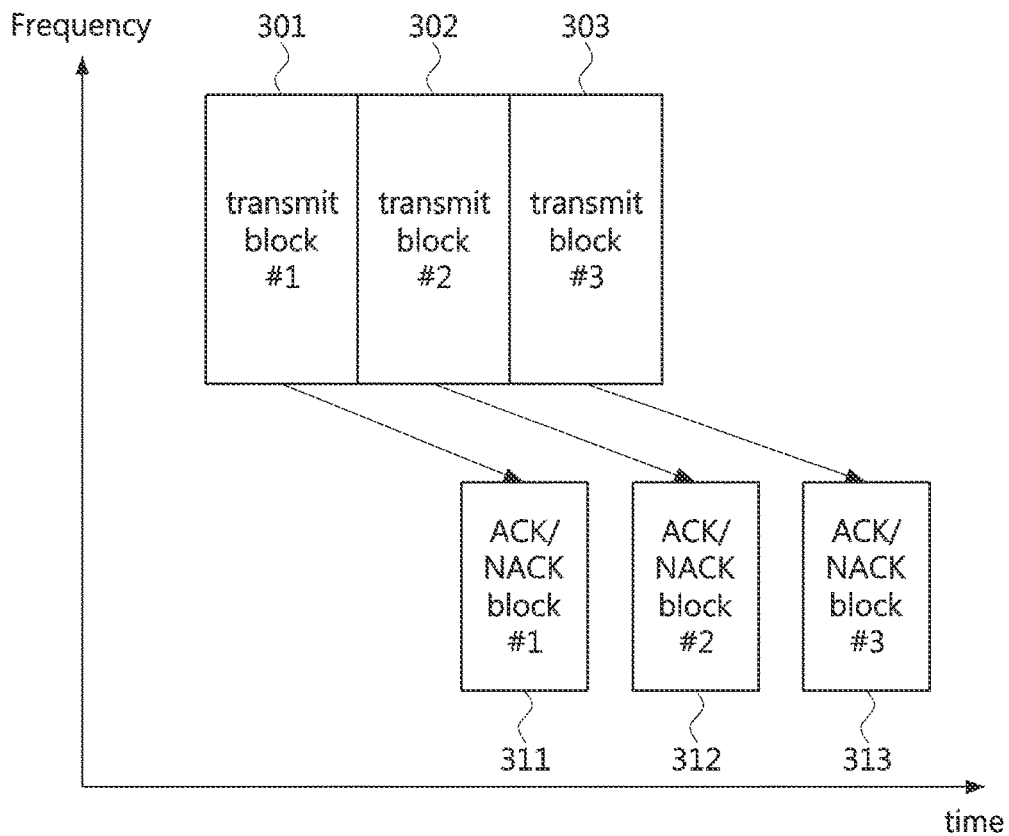 Frequency
301
302
303
transmit
block
#1
transmit
block
#2
transmit
block
#3
ACK/
NACK
block
#1
ACK/
NACK
block
#2
ACK/
NACK
block
#3
311
312
313
time